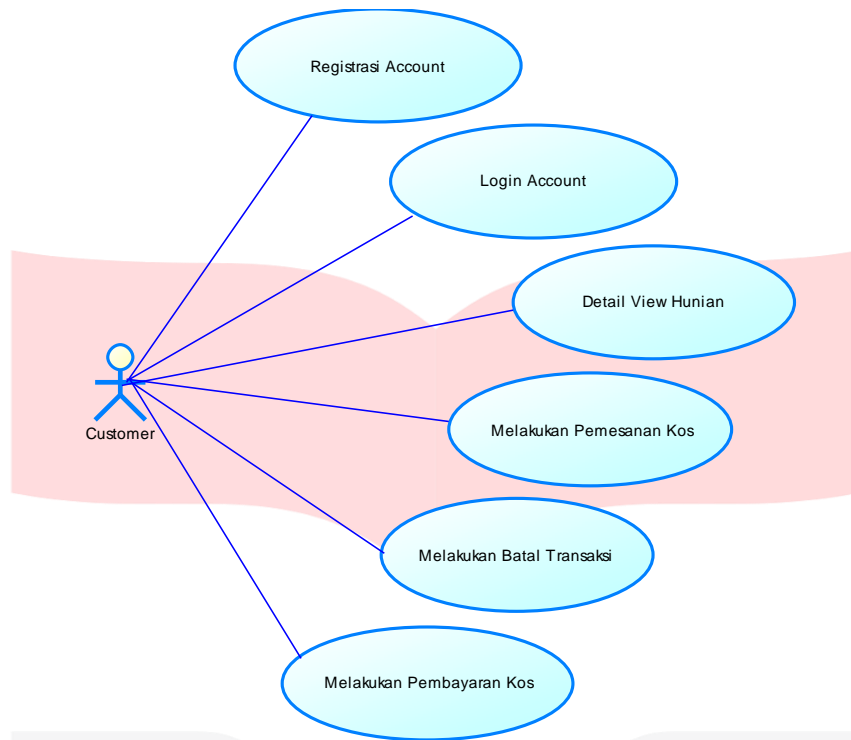 Registrasi Account
Login Account
Detail View Hunian
Customer
Melakukan Pemesanan Kos
Melakukan Batal Transaksi
Melakukan Pembayaran Kos